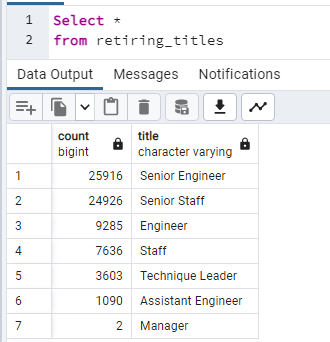 1 Select *
2 from retiring_titles
Data Output Messages Notifications
count title
bigint character varying
1 25916 Senior Engineer
2 24926 Senior Staff
3 9285 Engineer
4 7636 Staff
5 3603 Technique Leader
6 1090 Assistant Engineer
7 2 Manager